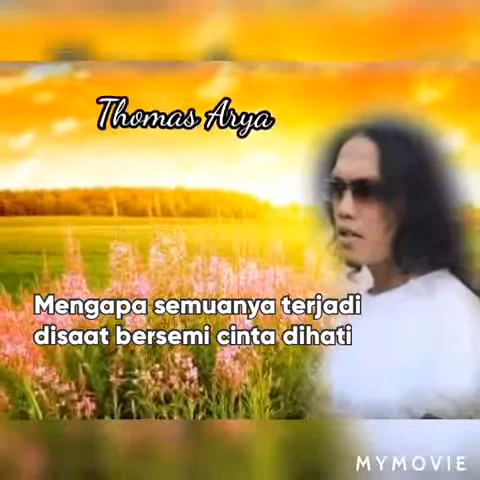 Thomas Arya
Mengapa semuanya terjadi
disaat bersemi cinta dihati
MYMOVIE